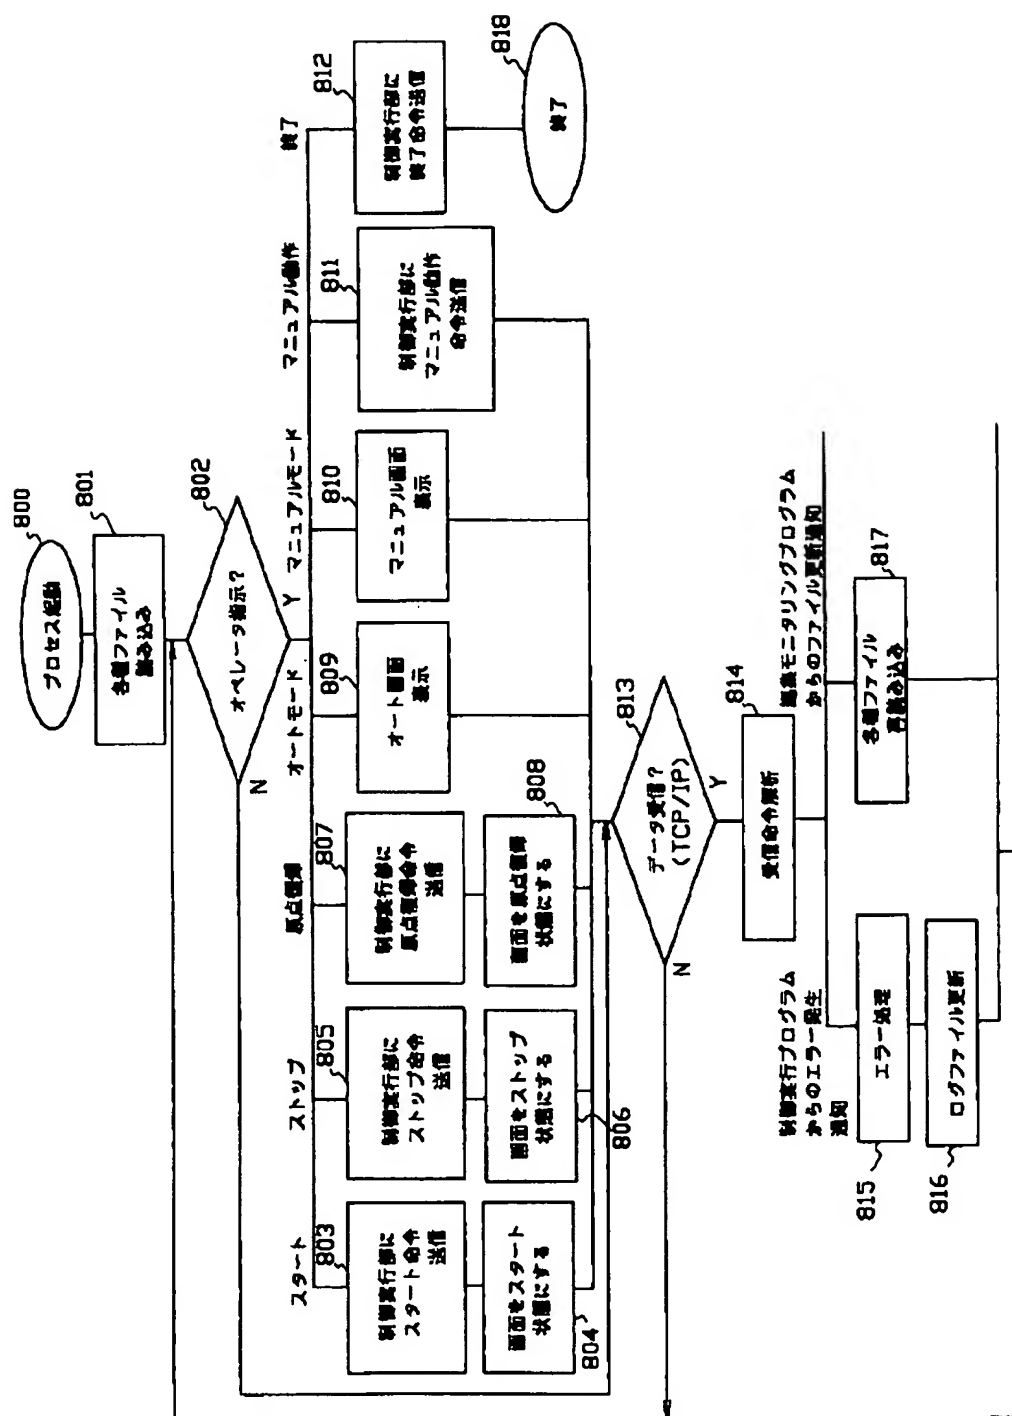 800
プロセス起動
801
各種ファイル
読み込み
802
オペレータ指示?
N
Y
スタート
803
制御実行部に
スタート命令
送信
画面をスタート
状態にする
804
ストップ
805
制御実行部に
ストップ命令
送信
画面をストップ
状態にする
806
原点復帰
807
制御実行部に
原点復帰命令
送信
808
画面を原点復帰
状態にする
オートモード
809
オート画面
表示
マニュアルモード
810
マニュアル画面
表示
マニュアル動作
811
制御実行部に
マニュアル動作
命令送信
終了
812
制御実行部に
終了命令送信
818
終了
813
データ受信?
(TCP/IP)
N
Y
814
受信命令解析
制御実行プログラム
からのエラー発生
通知
815
エラー処理
816
ログファイル更新
編集モニタリングプログラム
からのファイル更新通知
817
各種ファイル
再読み込み